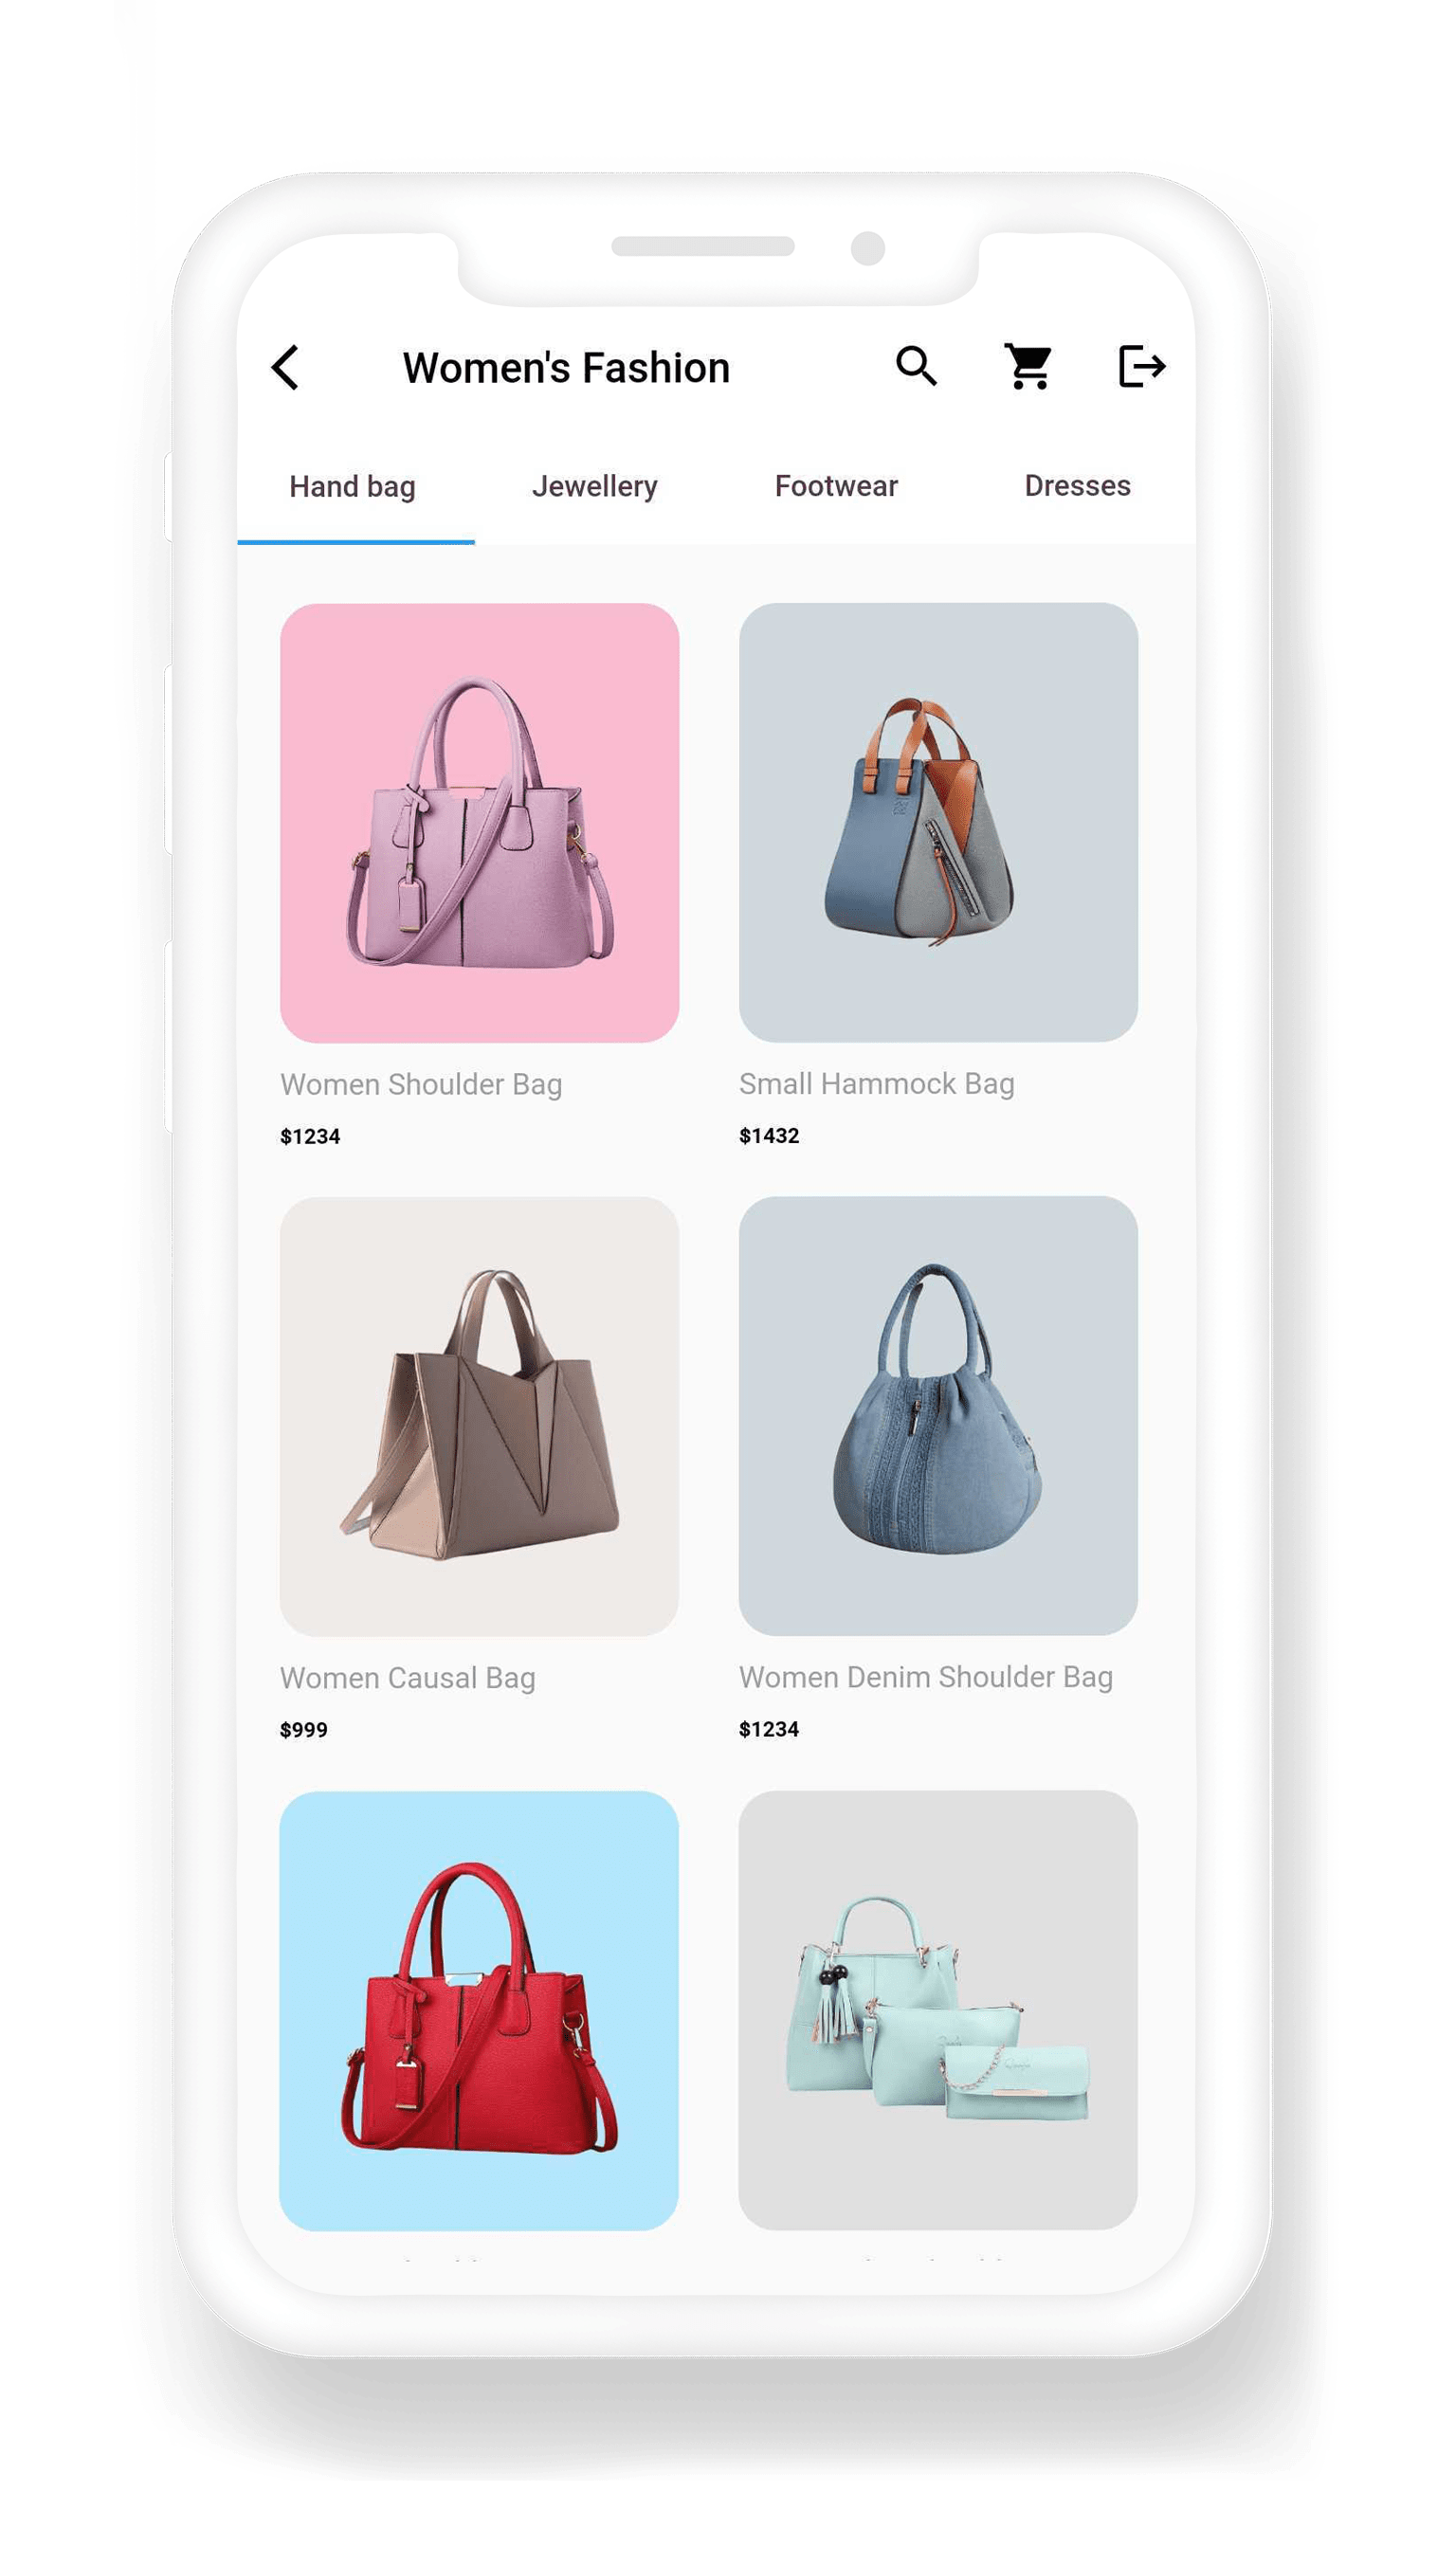 Women's Fashion
Hand bag Jewellery Footwear Dresses
Women Shoulder Bag
$1234
Small Hammock Bag
$1432
Women Causal Bag
$999
Women Denim Shoulder Bag
$1234